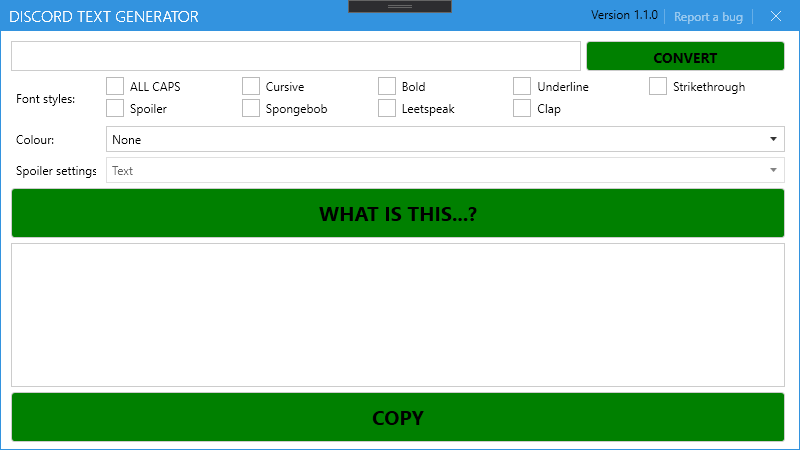 DISCORD TEXT GENERATOR Version 1.1.0 Report a bug
CONVERT
Font styles:
ALL CAPS Cursive Bold Underline Strikethrough
Spoiler Spongebob Leetspeak Clap
Colour: None
Spoiler settings Text
WHAT IS THIS...?
COPY